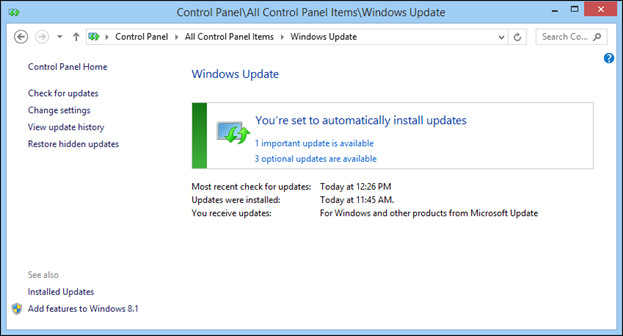 Control Panel\All Control Panel Items\Windows Update
Control Panel All Control Panel Items Windows Update Search Co...
Control Panel Home
Check for updates
Change settings
View update history
Restore hidden updates
Windows Update
You're set to automatically install updates
1 important update is available
3 optional updates are available
Most recent check for updates: Today at 12:26 PM
Updates were installed: Today at 11:45 AM.
You receive updates: For Windows and other products from Microsoft Update
See also
Installed Updates
Add features to Windows 8.1